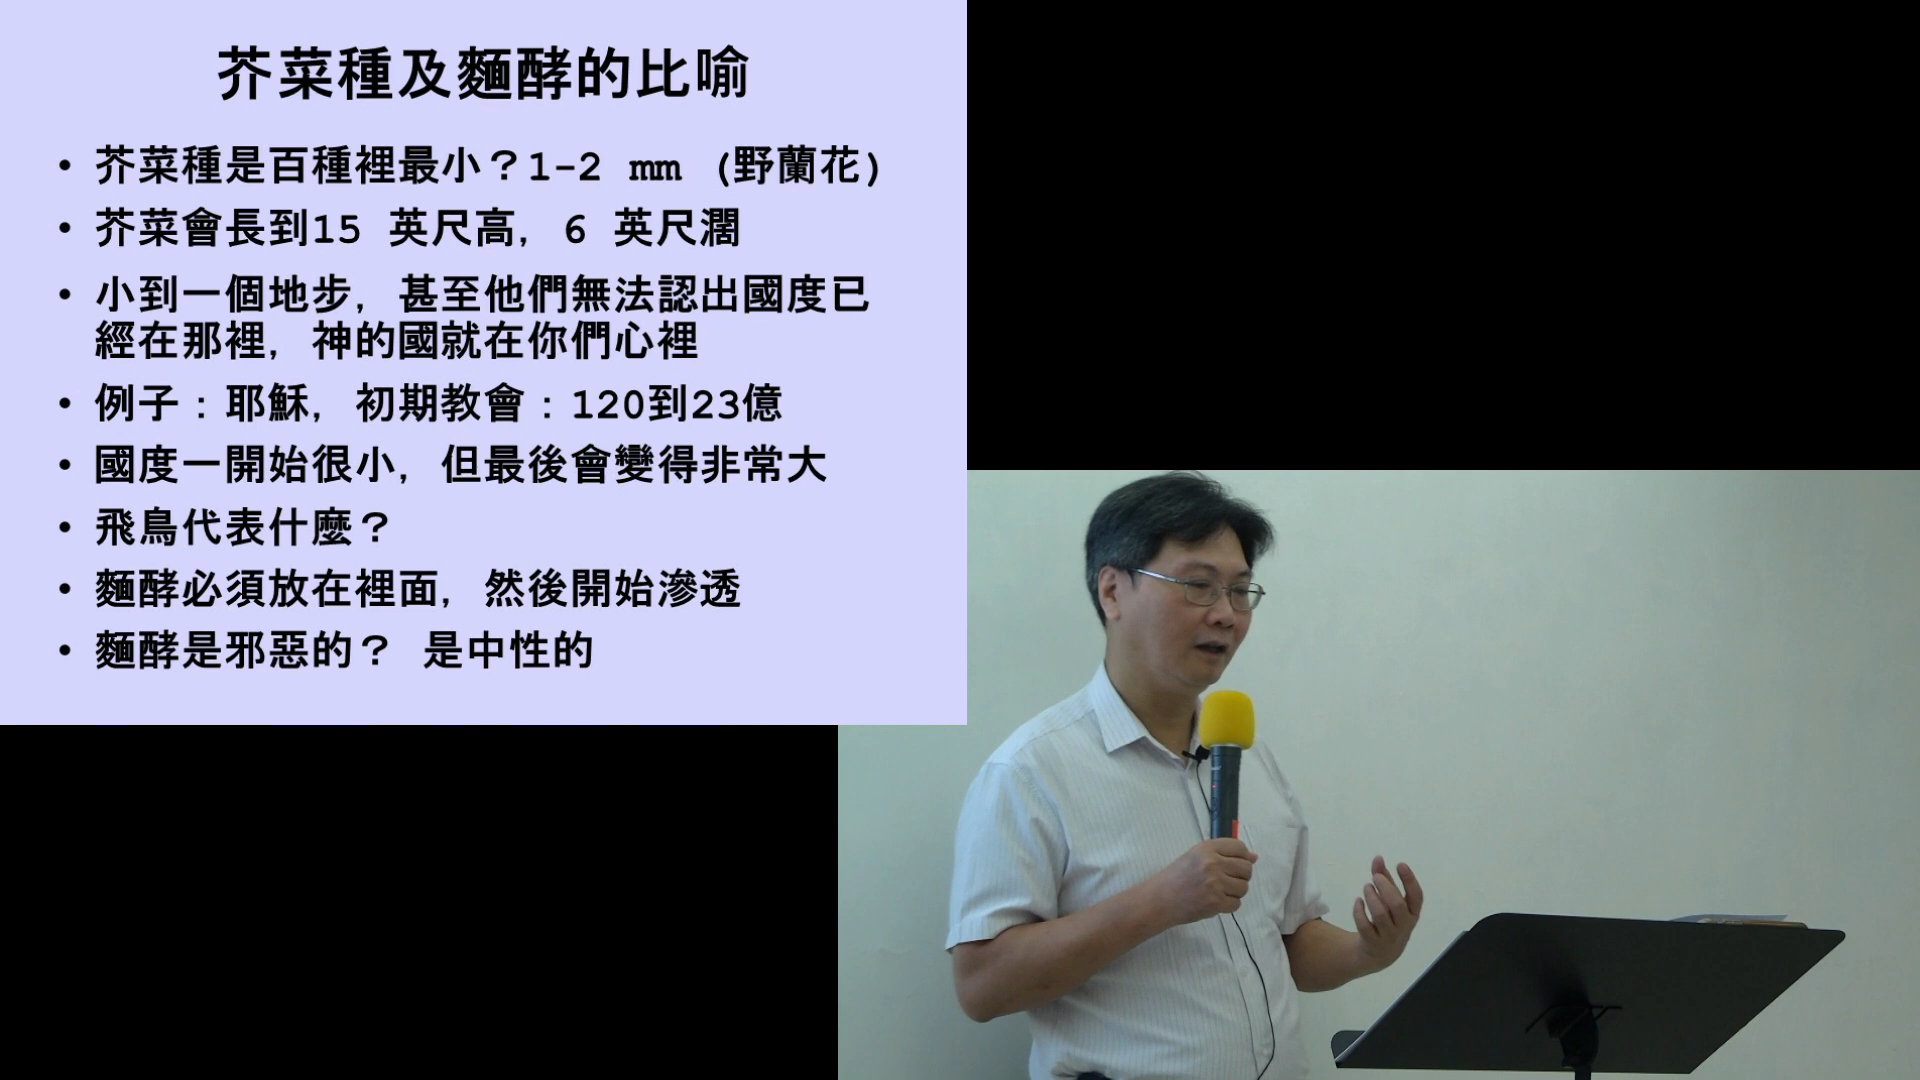 芥菜種及麵酵的比喻
• 芥菜種是百種裡最小？1-2 mm (野蘭花)
• 芥菜會長到15 英尺高, 6 英尺濶
• 小到一個地步, 甚至他們無法認出國度已
經在那裡, 神的國就在你們心裡
• 例子：耶穌, 初期教會：120到23億
• 國度一開始很小, 但最後會變得非常大
• 飛鳥代表什麼？
• 麵酵必須放在裡面, 然後開始滲透
• 麵酵是邪惡的？ 是中性的